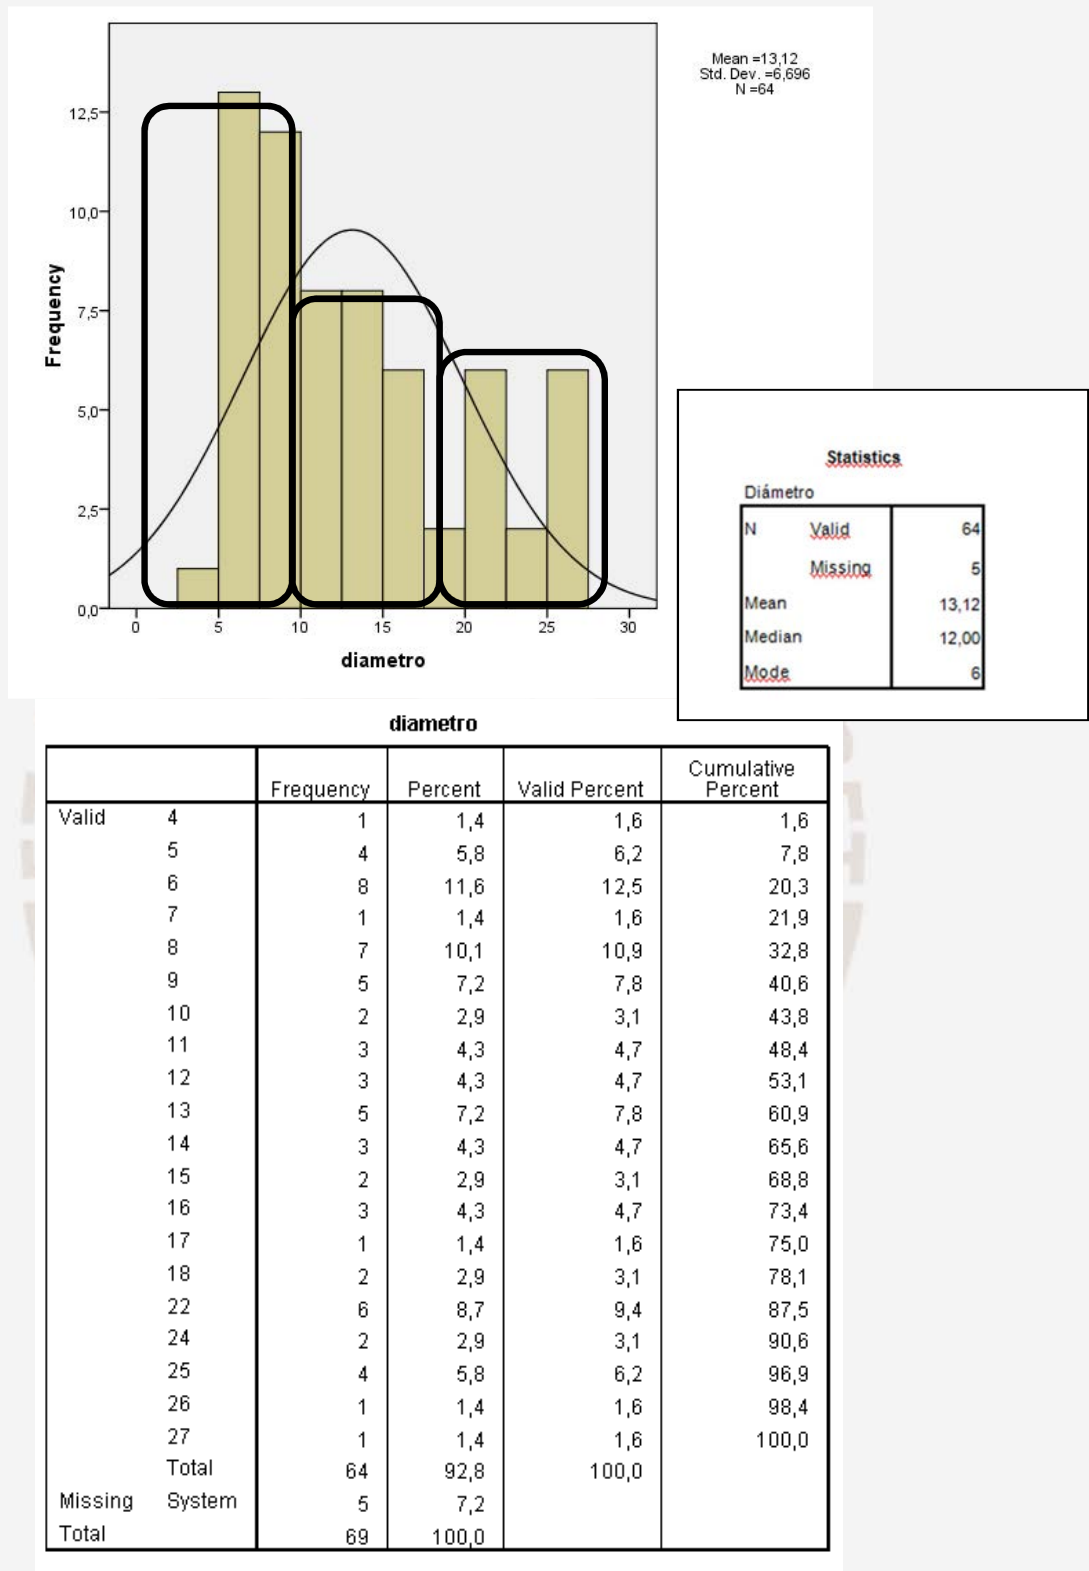 Mean =13,12
Std. Dev. =6,696
N =64
Frequency
12,5
10,0
7,5
5,0
2,5
0,0
0 5 10 15 20 25 30
diametro
Statistics
Diámetro
N Valid 64
Missing 5
Mean 13,12
Median 12,00
Mode 6
diametro
Frequency Percent Valid Percent Cumulative Percent
Valid 4 1 1,4 1,6 1,6
5 4 5,8 6,2 7,8
6 8 11,6 12,5 20,3
7 1 1,4 1,6 21,9
8 7 10,1 10,9 32,8
9 5 7,2 7,8 40,6
10 2 2,9 3,1 43,8
11 3 4,3 4,7 48,4
12 3 4,3 4,7 53,1
13 5 7,2 7,8 60,9
14 3 4,3 4,7 65,6
15 2 2,9 3,1 68,8
16 3 4,3 4,7 73,4
17 1 1,4 1,6 75,0
18 2 2,9 3,1 78,1
22 6 8,7 9,4 87,5
24 2 2,9 3,1 90,6
25 4 5,8 6,2 96,9
26 1 1,4 1,6 98,4
27 1 1,4 1,6 100,0
Total 64 92,8 100,0
Missing System 5 7,2
Total 69 100,0